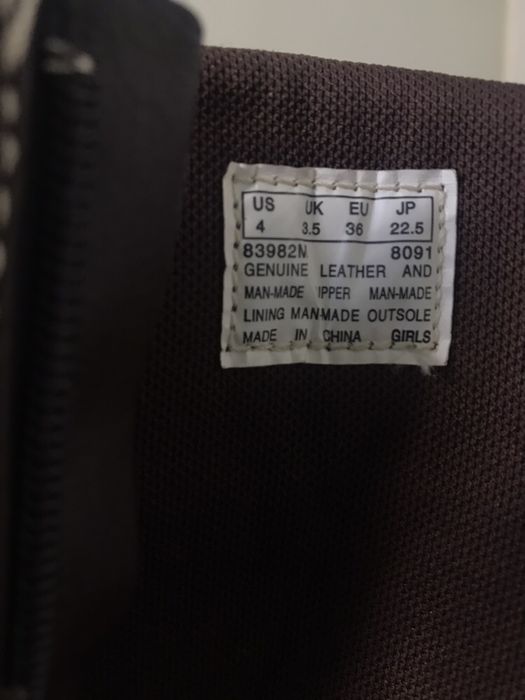 US UK EU JP
4 3.5 36 22.5
83982N 8091
GENUINE LEATHER AND
MAN-MADE UPPER MAN-MADE
LINING MAN-MADE OUTSOLE
MADE IN CHINA GIRLS